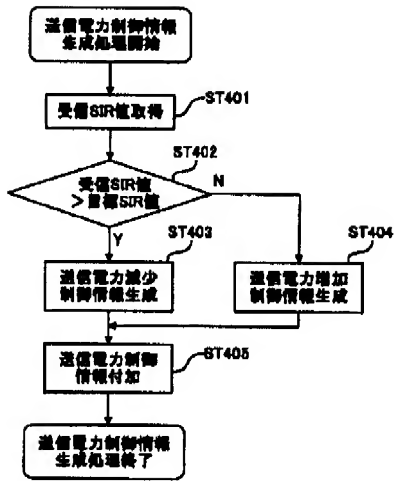 送信電力制御情報
生成処理開始
ST401
受信SIR値取得
ST402
受信SIR値
>目標SIR値
N
Y
ST403
ST404
送信電力減少
制御情報生成
送信電力増加
制御情報生成
ST405
送信電力制御
情報付加
送信電力制御情報
生成処理終了